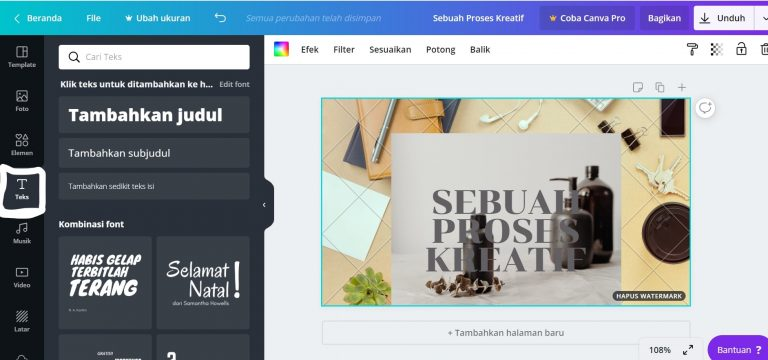 Beranda
File
Ubah ukuran
Semua perubahan telah disimpan
Sebuah Proses Kreatif
Coba Canva Pro
Bagikan
Unduh
Template
Foto
Elemen
Teks
Musik
Video
Latar
Cari Teks
Klik teks untuk ditambahkan ke h...
Edit font
Tambahkan judul
Tambahkan subjudul
Tambahkan sedikit teks isi
Kombinasi font
HABIS GELAP
TERBITLAH
TERANG
Selamat
Natal!
dari Samantha Howells
Efek
Filter
Sesuaikan
Potong
Balik
SEBUAH
PROSES
KREATIF
HAPUS WATERMARK
+ Tambahkan halaman baru
108%
Bantuan ?